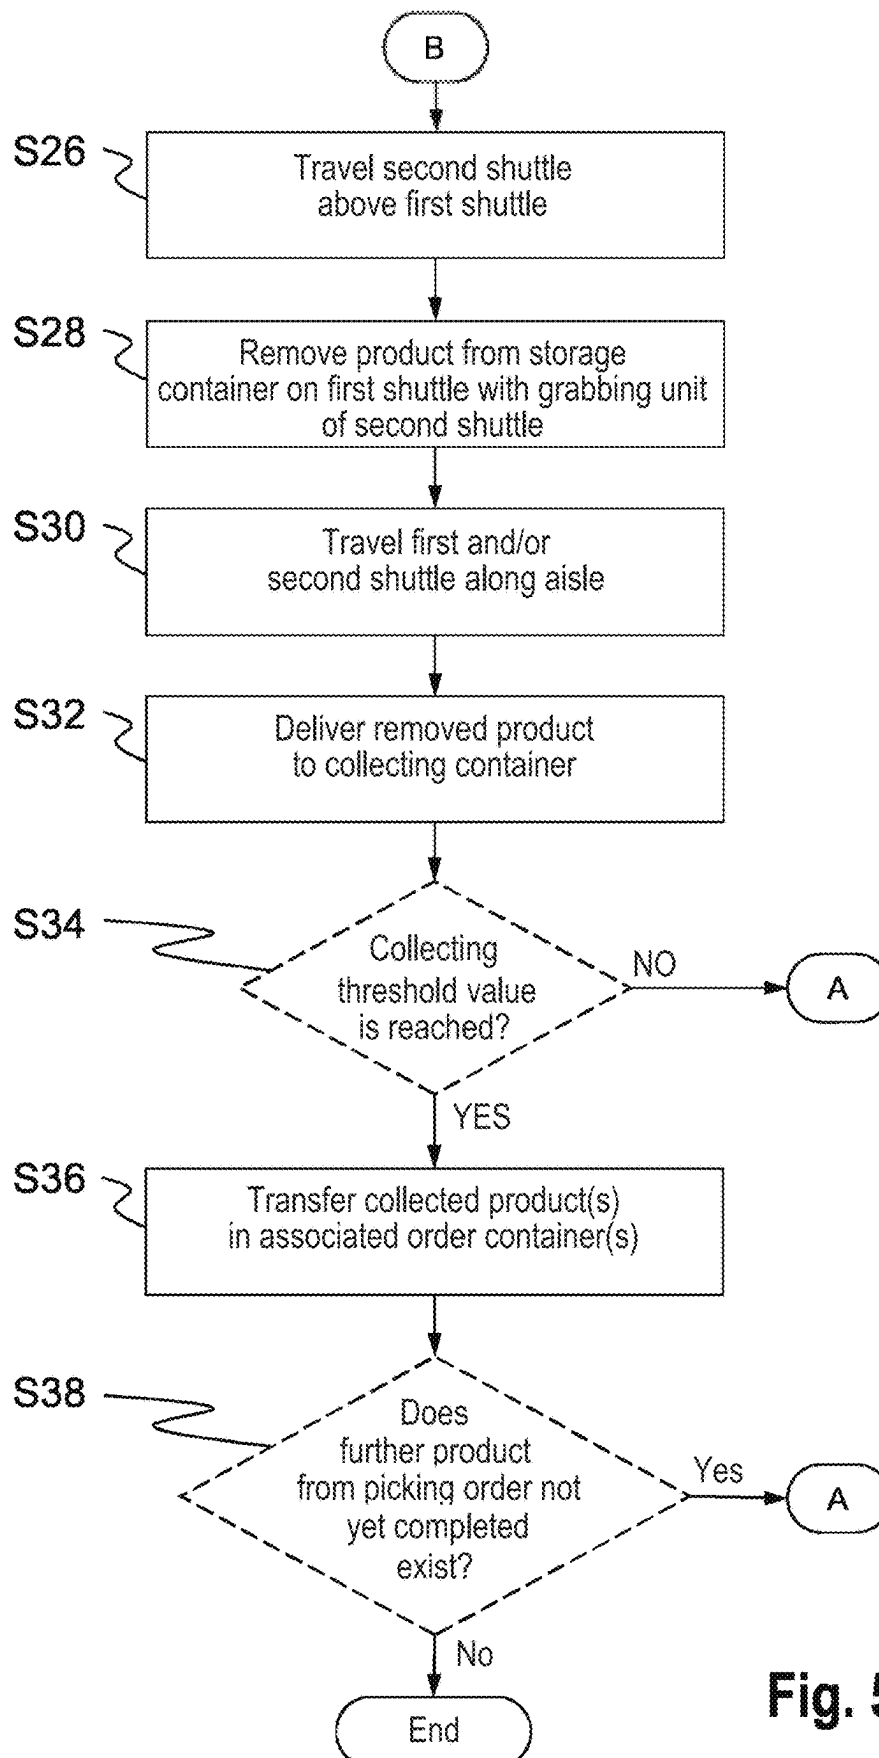 B
S26
Travel second shuttle
above first shuttle
S28
Remove product from storage
container on first shuttle with grabbing unit
of second shuttle
S30
Travel first and/or
second shuttle along aisle
S32
Deliver removed product
to collecting container
S34
Collecting
threshold value
is reached?
NO
A
YES
S36
Transfer collected product(s)
in associated order container(s)
S38
Does
further product
from picking order not
yet completed
exist?
Yes
A
No
End
Fig. 5